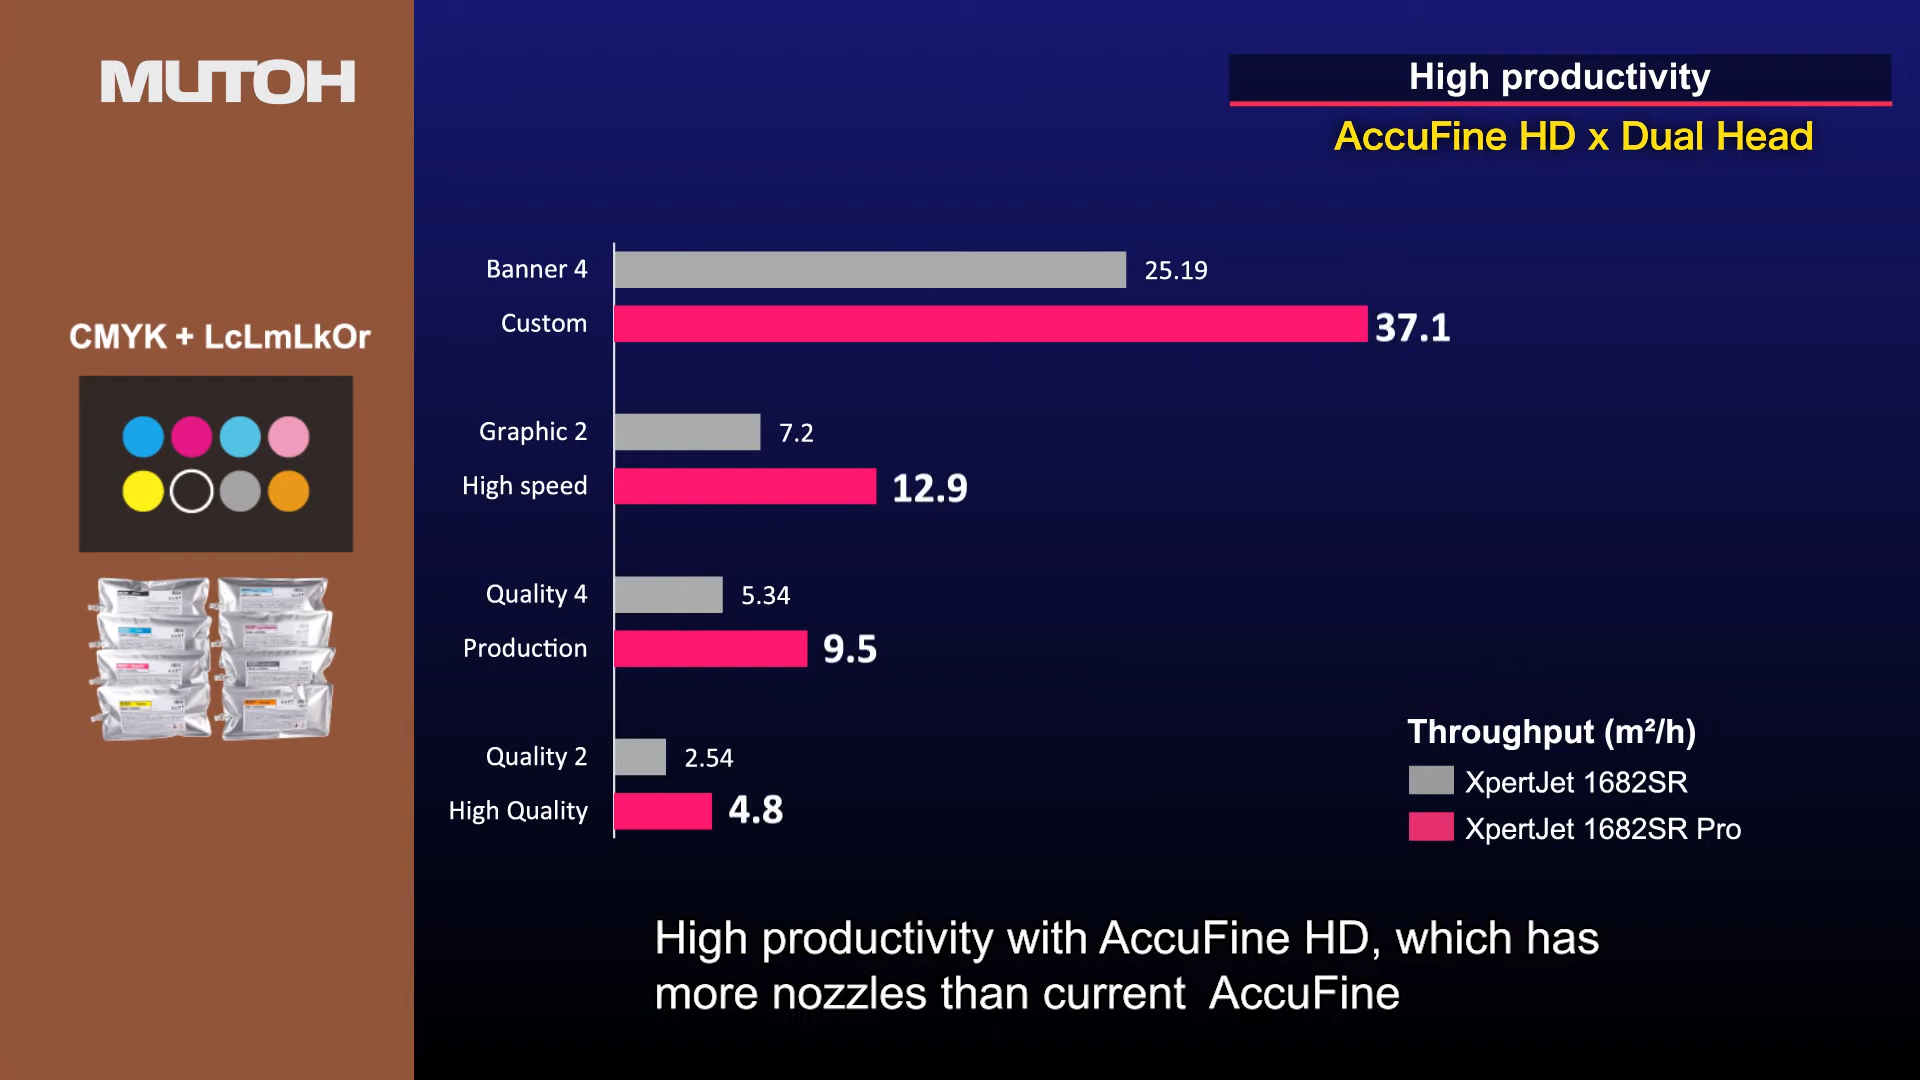 MUTOH
High productivity
AccuFine HD x Dual Head
CMYK + LcLmLkOr
Banner 4
25.19
Custom
37.1
Graphic 2
7.2
High speed
12.9
Quality 4
5.34
Production
9.5
Quality 2
2.54
High Quality
4.8
Throughput (m²/h)
XpertJet 1682SR
XpertJet 1682SR Pro
High productivity with AccuFine HD, which has
more nozzles than current AccuFine